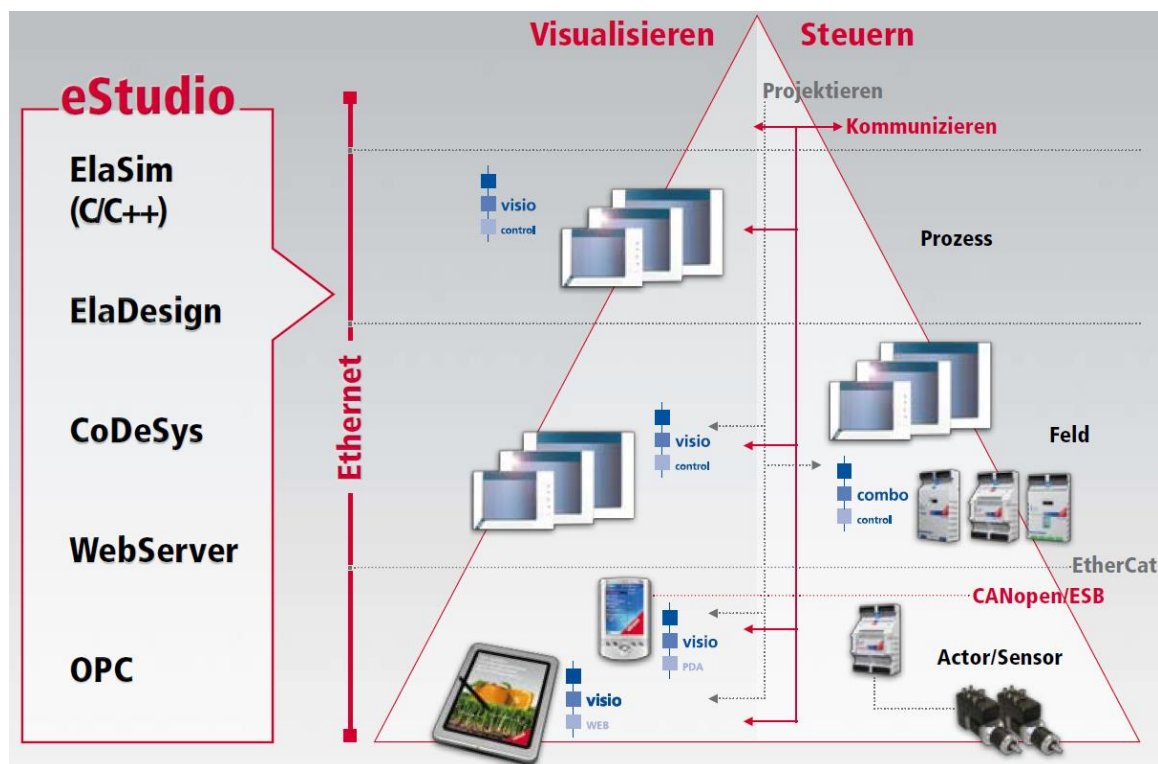 Visualisieren
Steuern
Projektieren
Kommunizieren
eStudio
ElaSim
(C/C++)
ElaDesign
CoDeSys
WebServer
OPC
Ethernet
visio
control
Prozess
visio
control
Feld
combo
control
EtherCat
CANopen/ESB
visio
PDA
Actor/Sensor
visio
WEB